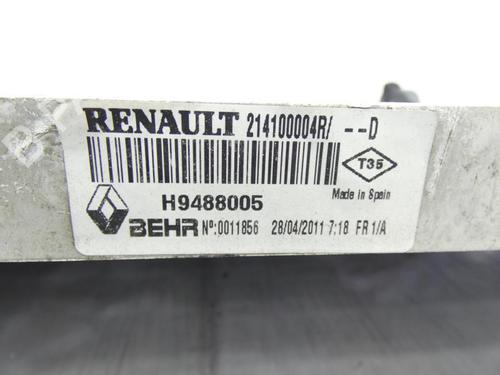 RENAULT 214100004R/ --D
T35
H9488005
Made in Spain
BEHR Nº:0011856 28/04/2011 7:18 FR 1/A